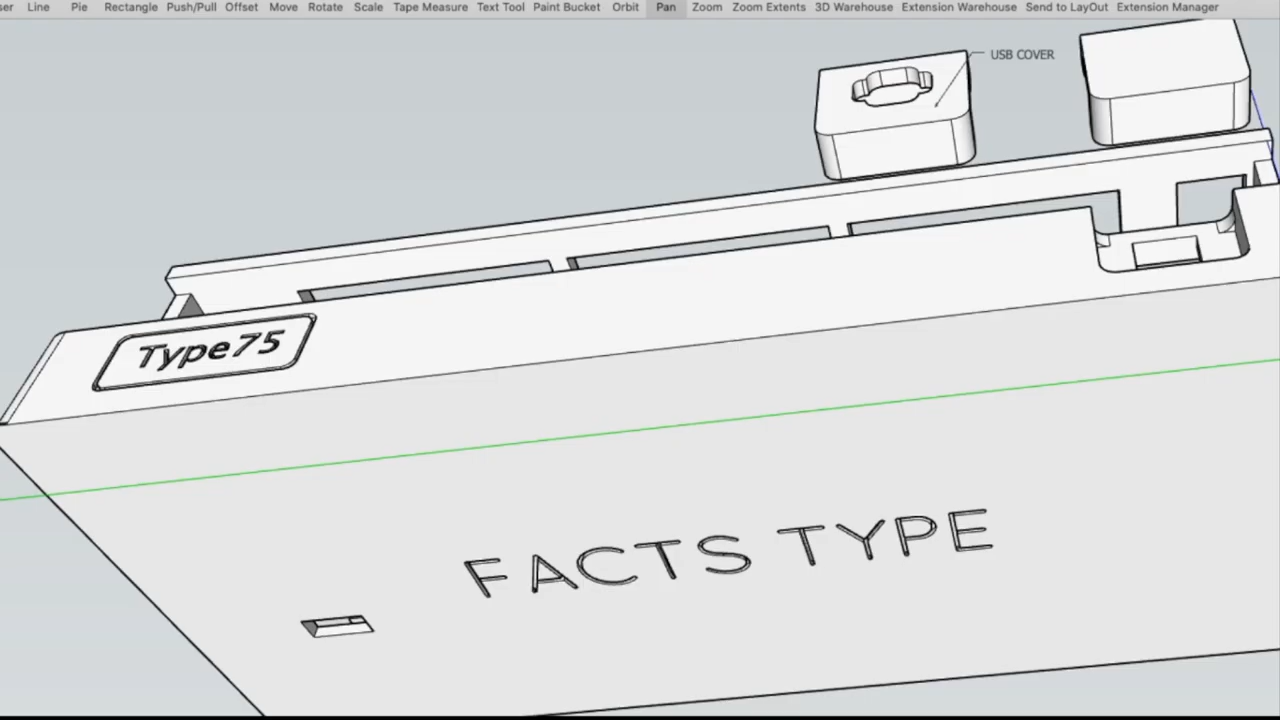 Line Pie Rectangle Push/Pull Offset Move Rotate Scale Tape Measure Text Tool Paint Bucket Orbit Pan Zoom Zoom Extents 3D Warehouse Extension Warehouse Send to LayOut Extension Manager
USB COVER
Type75
FACTS TYPE